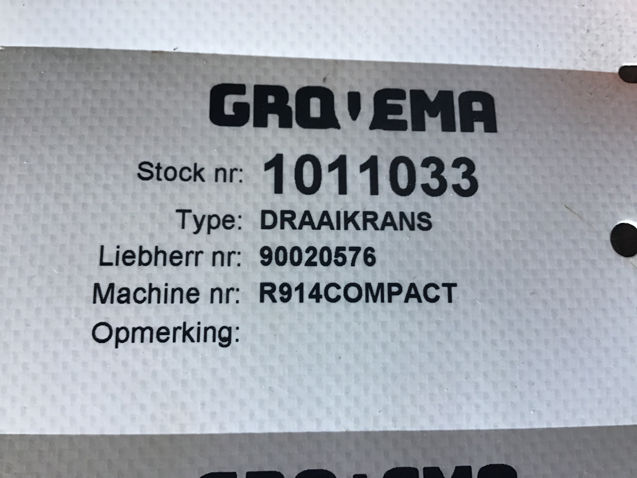 GROVEMA
Stock nr: 1011033
Type: DRAAIKRANS
Liebherr nr: 90020576
Machine nr: R914COMPACT
Opmerking: